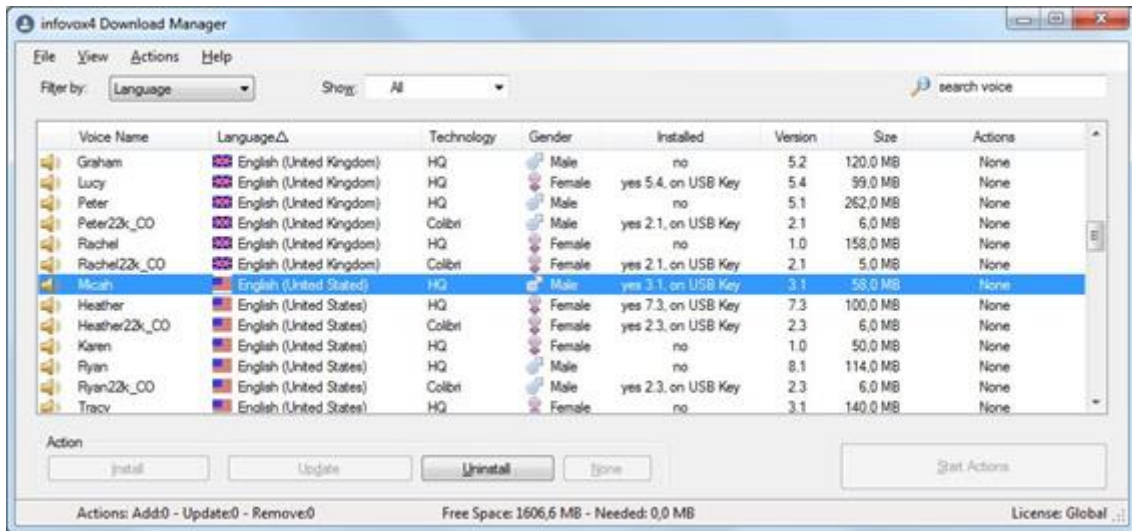 infovox4 Download Manager
File View Actions Help
Filter by: Language Show: All search voice
Voice Name Language Technology Gender Installed Version Size Actions
Graham English (United Kingdom) HQ Male no 5.2 120,0 MB None
Lucy English (United Kingdom) HQ Female yes 5.4, on USB Key 5.4 99,0 MB None
Peter English (United Kingdom) HQ Male no 5.1 262,0 MB None
Peter22k_CO English (United Kingdom) Colibri Male yes 2.1, on USB Key 2.1 6,0 MB None
Rachel English (United Kingdom) HQ Female no 1.0 158,0 MB None
Rachel22k_CO English (United Kingdom) Colibri Female yes 2.1, on USB Key 2.1 5,0 MB None
Micah English (United Stated) HQ Male yes 3.1, on USB Key 3.1 58,0 MB None
Heather English (United States) HQ Female yes 7.3, on USB Key 7.3 100,0 MB None
Heather22k_CO English (United States) Colibri Female yes 2.3, on USB Key 2.3 6,0 MB None
Karen English (United States) HQ Female no 1.0 50,0 MB None
Ryan English (United States) HQ Male no 8.1 114,0 MB None
Ryan22k_CO English (United States) Colibri Male yes 2.3, on USB Key 2.3 6,0 MB None
Tracy English (United States) HQ Female no 3.1 140,0 MB None
Action
Install Update Uninstall None Start Actions
Actions: Add:0 - Update:0 - Remove:0 Free Space: 1606,6 MB - Needed: 0,0 MB License: Global